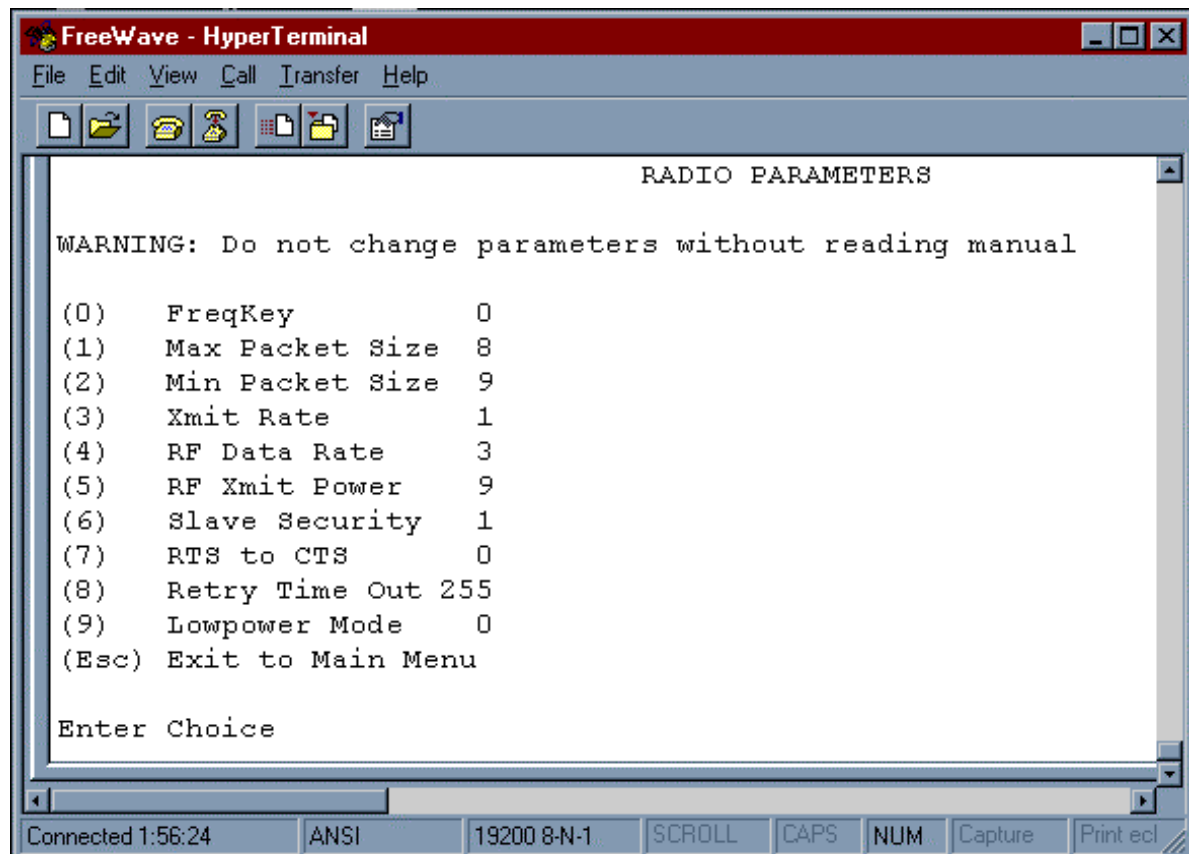 FreeWave - HyperTerminal
File Edit View Call Transfer Help
RADIO PARAMETERS
WARNING: Do not change parameters without reading manual
(0) FreqKey 0
(1) Max Packet Size 8
(2) Min Packet Size 9
(3) Xmit Rate 1
(4) RF Data Rate 3
(5) RF Xmit Power 9
(6) Slave Security 1
(7) RTS to CTS 0
(8) Retry Time Out 255
(9) Lowpower Mode 0
(Esc) Exit to Main Menu
Enter Choice
Connected 1:56:24 ANSI 19200 8-N-1 SCROLL CAPS NUM Capture Print ecl